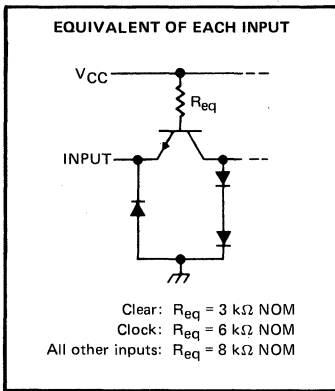 EQUIVALENT OF EACH INPUT
VCC
Req
INPUT
Clear: Req = 3 kΩ NOM
Clock: Req = 6 kΩ NOM
All other inputs: Req = 8 kΩ NOM